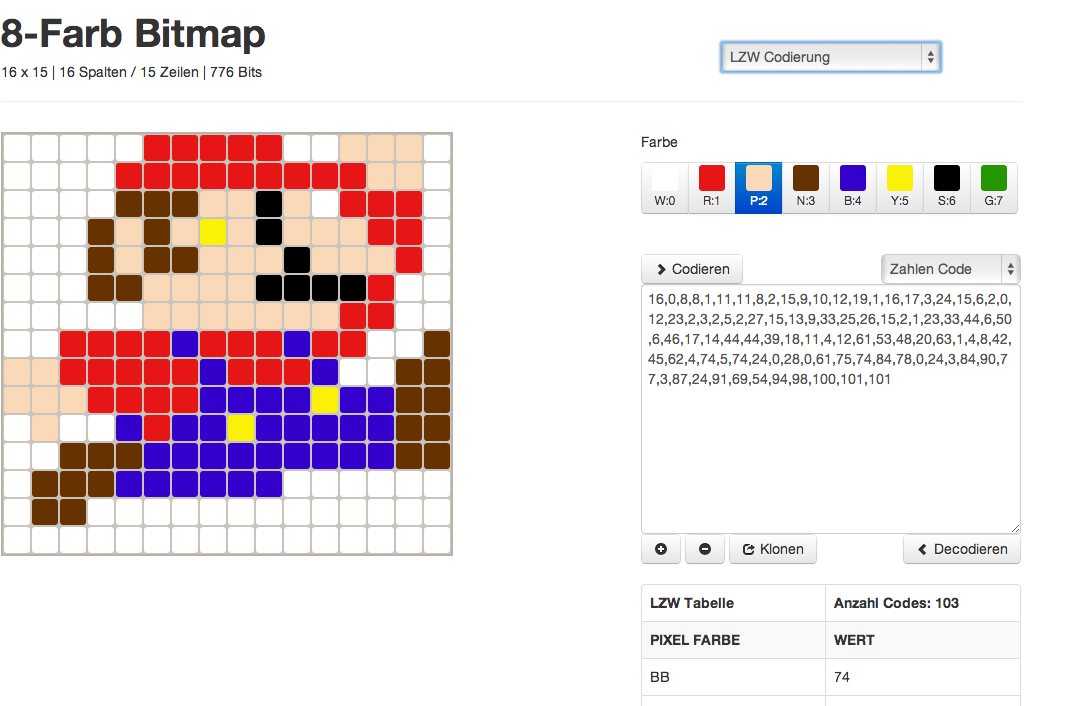 8-Farb Bitmap
16 x 15 | 16 Spalten / 15 Zeilen | 776 Bits
LZW Codierung
Farbe
W:0 R:1 P:2 N:3 B:4 Y:5 S:6 G:7
Codieren
Zahlen Code
16,0,8,8,1,11,11,8,2,15,9,10,12,19,1,16,17,3,24,15,6,2,0,
12,23,2,3,2,5,2,27,15,13,9,33,25,26,15,2,1,23,33,44,6,50
,6,46,17,14,44,44,39,18,11,4,12,61,53,48,20,63,1,4,8,42,
45,62,4,74,5,74,24,0,28,0,61,75,74,84,78,0,24,3,84,90,7
7,3,87,24,91,69,54,94,98,100,101,101
Klonen
Decodieren
LZW Tabelle Anzahl Codes: 103
PIXEL FARBE WERT
BB 74